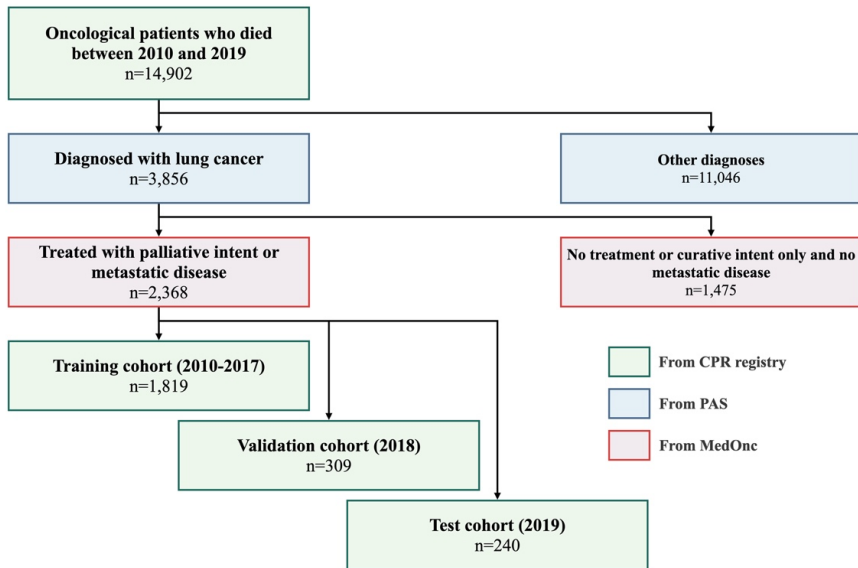 Oncological patients who died
between 2010 and 2019
n=14,902
Diagnosed with lung cancer
n=3,856
Other diagnoses
n=11,046
Treated with palliative intent or
metastatic disease
n=2,368
No treatment or curative intent only and no
metastatic disease
n=1,475
Training cohort (2010-2017)
n=1,819
From CPR registry
From PAS
From MedOnc
Validation cohort (2018)
n=309
Test cohort (2019)
n=240